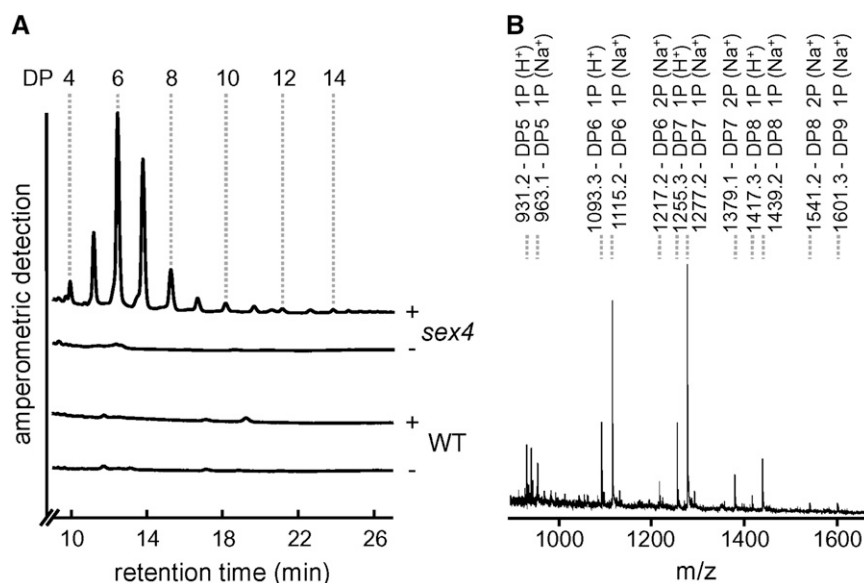 A
DP 4 6 8 10 12 14
amperometric detection
+
sex4
-
+
WT
-
10 14 18 22 26
retention time (min)
B
931.2 - DP5 1P (H⁺)
963.1 - DP5 1P (Na⁺)
1093.3 - DP6 1P (H⁺)
1115.2 - DP6 1P (Na⁺)
1217.2 - DP6 2P (Na⁺)
1255.3 - DP7 1P (H⁺)
1277.2 - DP7 1P (Na⁺)
1379.1 - DP7 2P (Na⁺)
1417.3 - DP8 1P (H⁺)
1439.2 - DP8 1P (Na⁺)
1541.2 - DP8 2P (Na⁺)
1601.3 - DP9 1P (Na⁺)
1000 1200 1400 1600
m/z